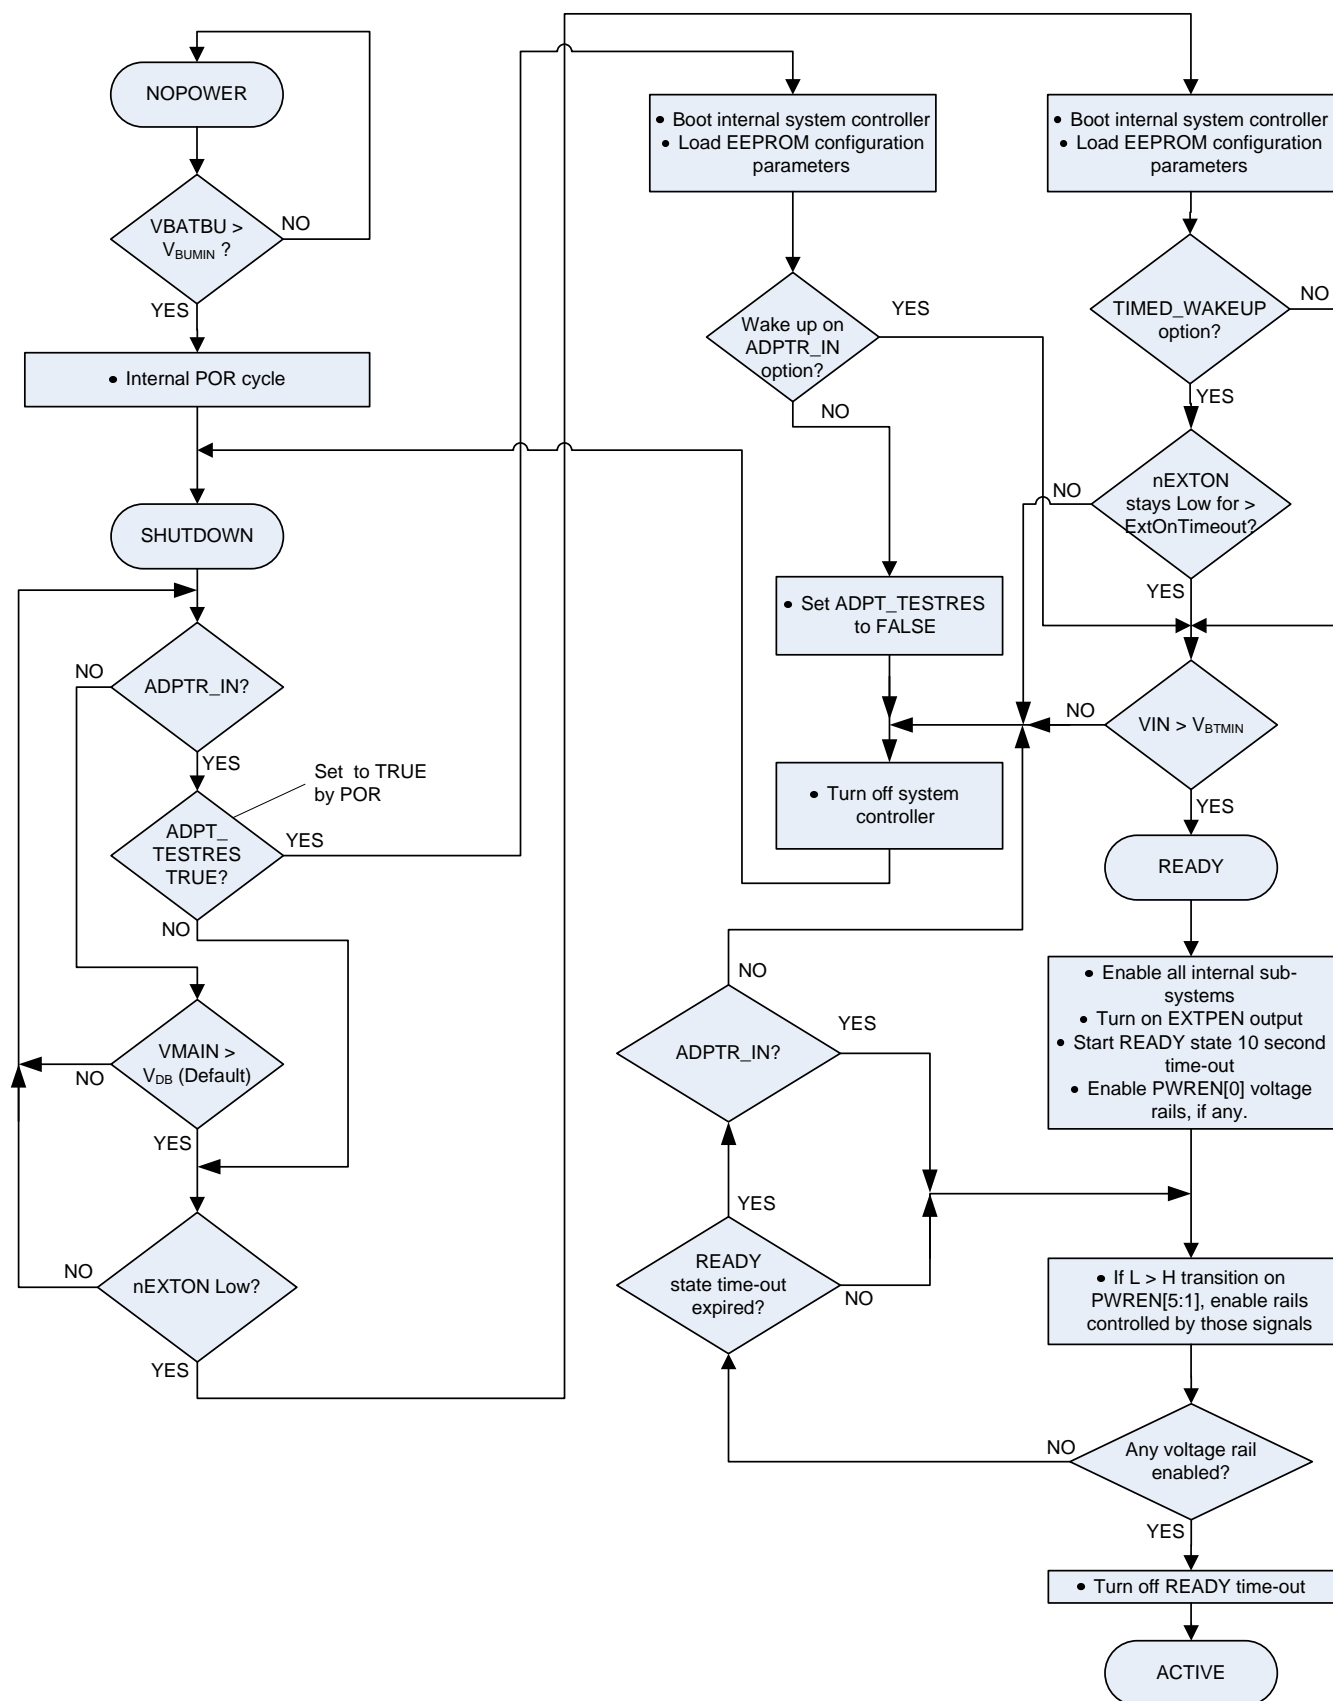 NOPOWER
VBATBU >
VBUMIN ?
NO
YES
• Internal POR cycle
SHUTDOWN
ADPTR_IN?
NO
YES
Set to TRUE
by POR
ADPT_
TESTRES
TRUE?
YES
NO
VMAIN >
VDB (Default)
NO
YES
nEXTON Low?
NO
YES
• Boot internal system controller
• Load EEPROM configuration
parameters
Wake up on
ADPTR_IN
option?
YES
NO
• Set ADPT_TESTRES
to FALSE
• Turn off system
controller
NO
ADPTR_IN?
YES
YES
READY
state time-out
expired?
NO
• Boot internal system controller
• Load EEPROM configuration
parameters
TIMED_WAKEUP
option?
NO
YES
nEXTON
stays Low for >
ExtOnTimeout?
NO
YES
VIN > VBTMIN
NO
YES
READY
• Enable all internal sub-
systems
• Turn on EXTPEN output
• Start READY state 10 second
time-out
• Enable PWREN[0] voltage
rails, if any.
• If L > H transition on
PWREN[5:1], enable rails
controlled by those signals
Any voltage rail
enabled?
NO
YES
• Turn off READY time-out
ACTIVE